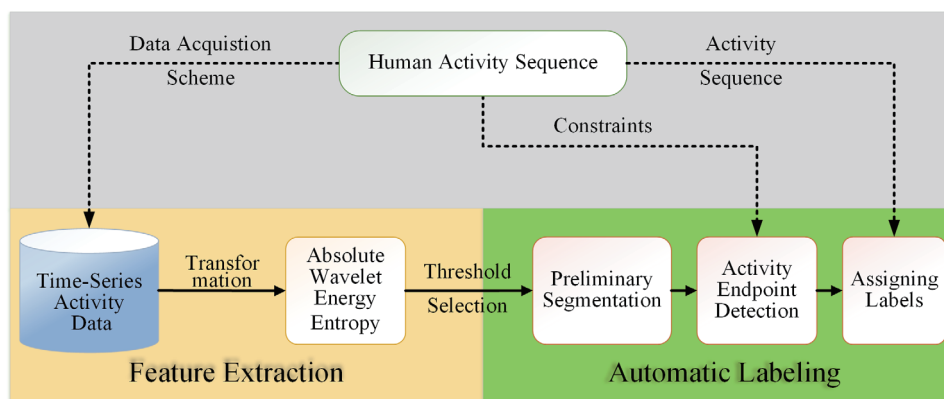 Data Acquistion
Scheme
Human Activity Sequence
Activity
Sequence
Constraints
Time-Series
Activity
Data
Transfor
mation
Absolute
Wavelet
Energy
Entropy
Threshold
Selection
Preliminary
Segmentation
Activity
Endpoint
Detection
Assigning
Labels
Feature Extraction
Automatic Labeling